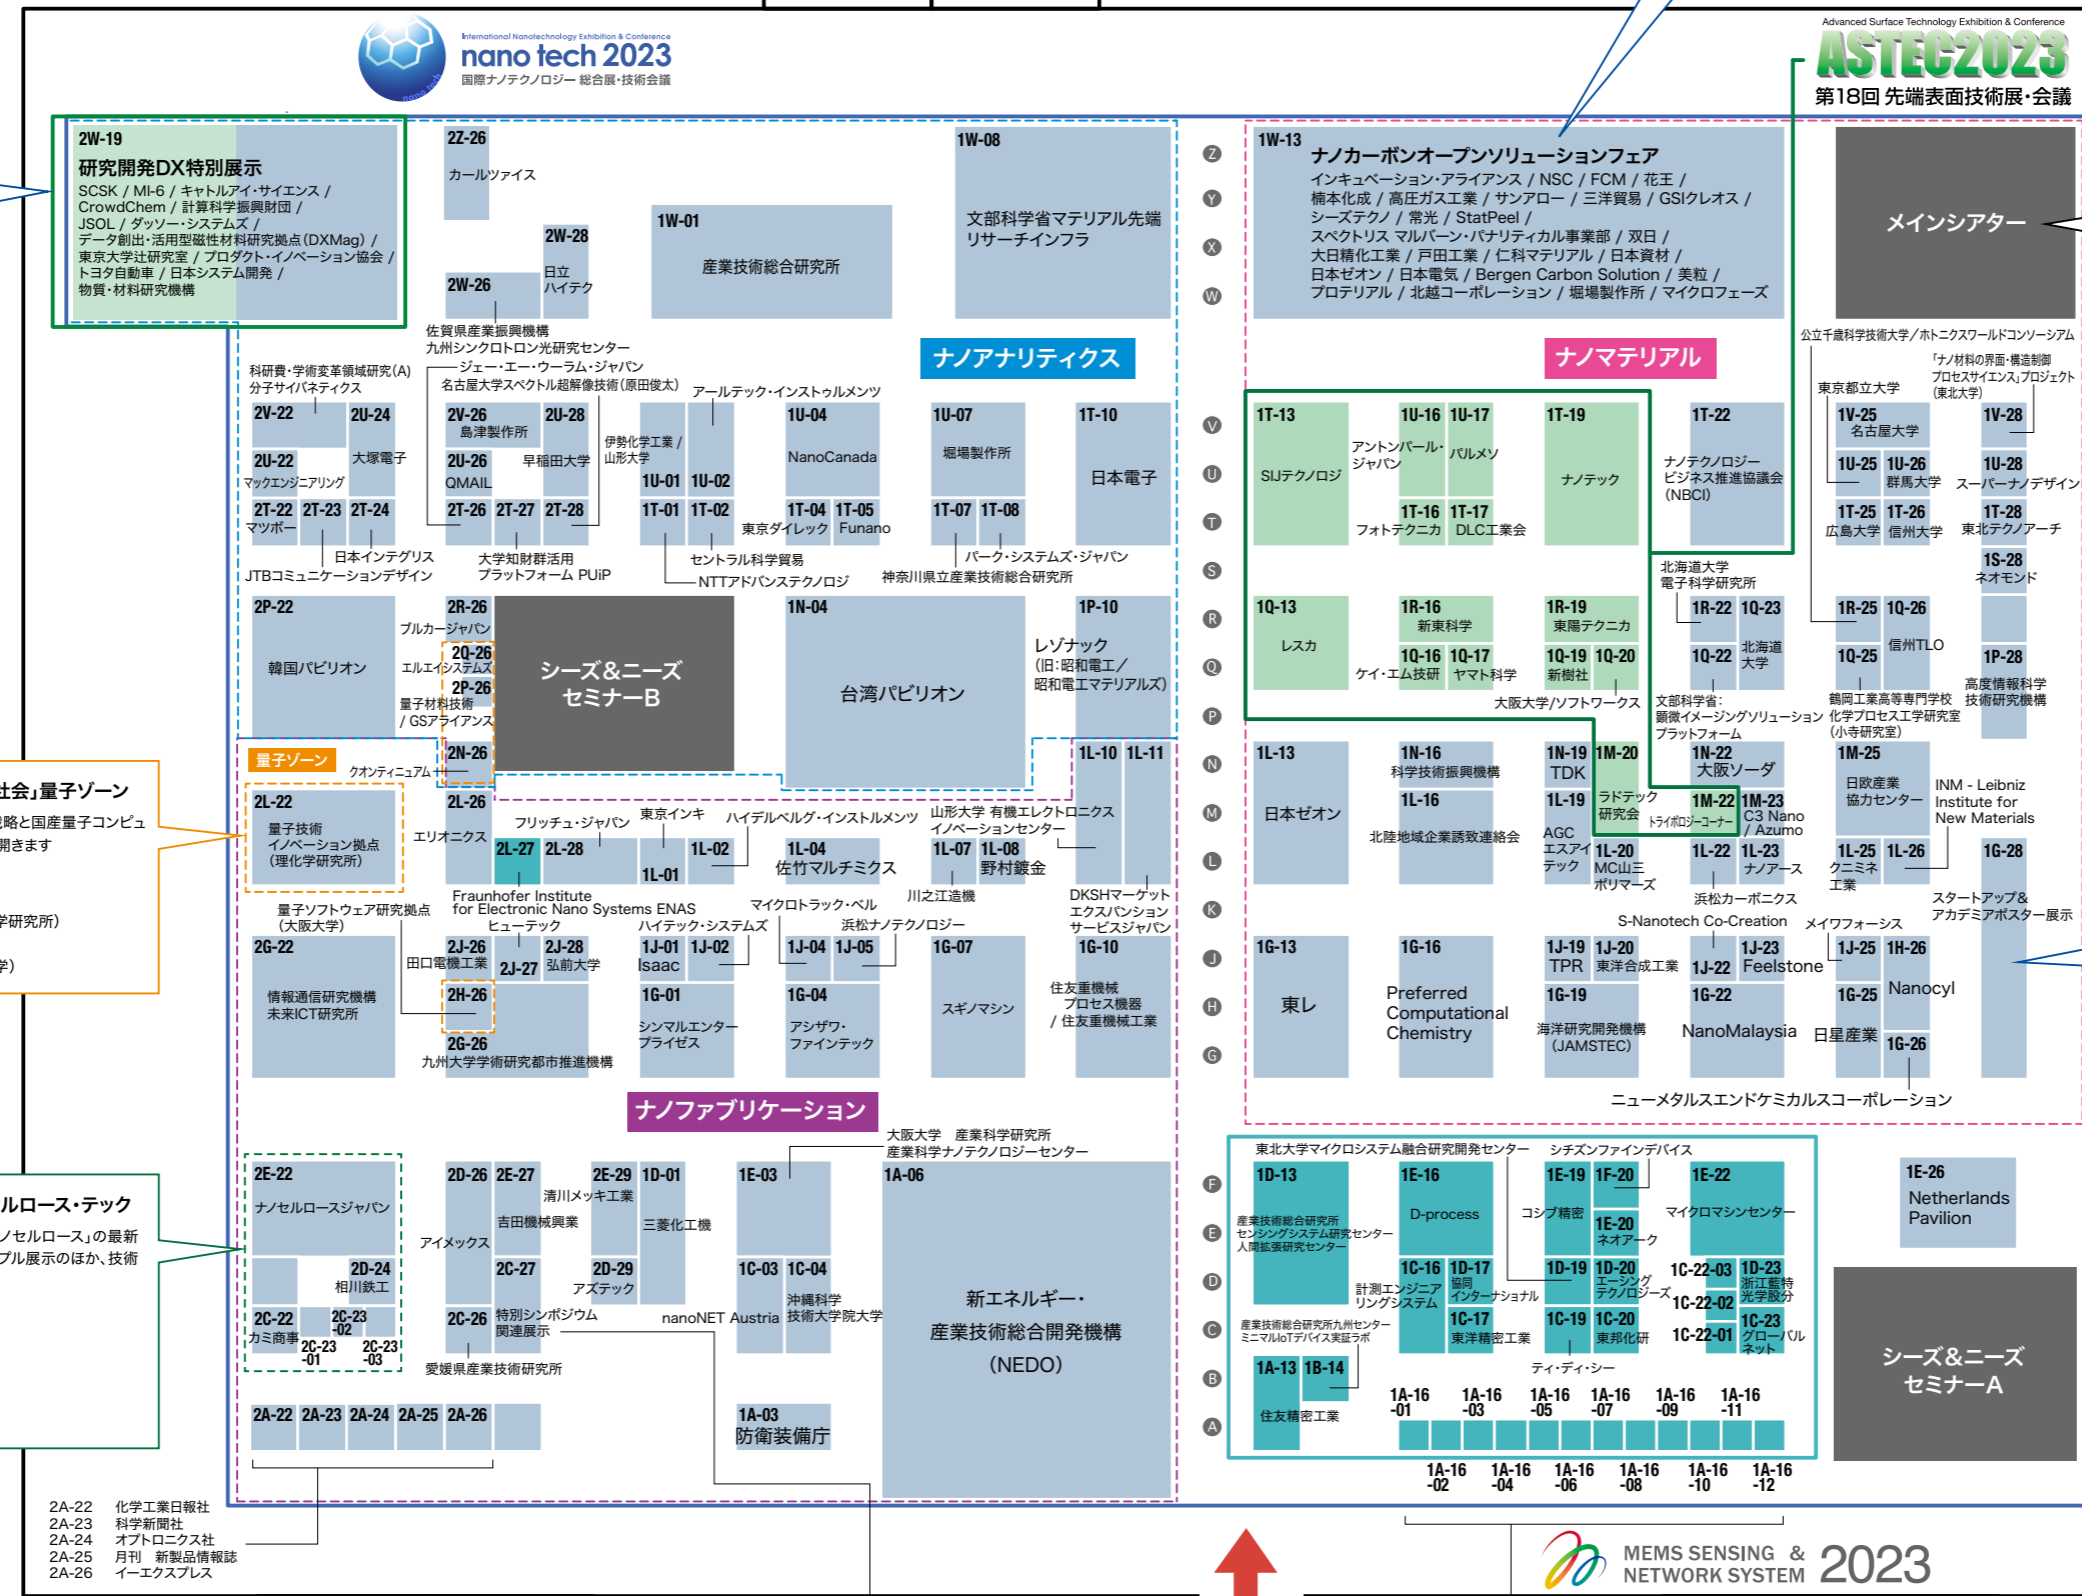 International Nanotechnology Exhibition & Conference
nano tech 2023
国際ナノテクノロジー 総合展・技術会議
nano tech
Advanced Surface Technology Exhibition & Conference
ASTEC2023
第18回 先端表面技術展・会議
2W-19
研究開発DX特別展示
SCSK / MI-6 / キャトルアイ・サイエンス /
CrowdChem / 計算科学振興財団 /
JSOL / ダッソー・システムズ /
データ創出・活用型磁性材料研究拠点(DXMag) /
東京大学辻研究室 / プロダクト・イノベーション協会 /
トヨタ自動車 / 日本システム開発 /
物質・材料研究機構
2Z-26
カールツァイス
2W-28
日立
ハイテク
2W-26
佐賀県産業振興機構
九州シンクロトロン光研究センター
1W-01
産業技術総合研究所
1W-08
文部科学省マテリアル先端
リサーチインフラ
Z
Y
X
W
1W-13
ナノカーボンオープンソリューションフェア
インキュベーション・アライアンス / NSC / FCM / 花王 /
楠本化成 / 高圧ガス工業 / サンアロー / 三洋貿易 / GSIクレオス /
シーズテクノ / 常光 / StatPeel /
スペクトリス マルバーン・パナリティカル事業部 / 双日 /
大日精化工業 / 戸田工業 / 仁科マテリアル / 日本資材 /
日本ゼオン / 日本電気 / Bergen Carbon Solution / 美粒 /
プロテリアル / 北越コーポレーション / 堀場製作所 / マイクロフェーズ
メインシアター
ナノアナリティクス
ナノマテリアル
科研費・学術変革領域研究(A)
分子サイバネティクス
2V-22
2U-24
大塚電子
2U-22
マックエンジニアリング
2T-22
マツボー
2T-23
2T-24
日本インテグリス
JTBコミュニケーションデザイン
ジェー・エー・ウーラム・ジャパン
名古屋大学スペクトル超解像技術(原田俊太)
2V-26
島津製作所
2U-28
早稲田大学
2U-26
QMAIL
2T-26
2T-27
2T-28
大学知財群活用
プラットフォーム PUiP
アールテック・インストゥルメンツ
伊勢化学工業 /
山形大学
1U-01
1U-02
1T-01
1T-02
セントラル科学貿易
NTTアドバンステクノロジ
1U-04
NanoCanada
1T-04
東京ダイレック
1T-05
Funano
1U-07
堀場製作所
1T-07
1T-08
パーク・システムズ・ジャパン
神奈川県立産業技術総合研究所
1T-10
日本電子
V
U
T
S
1T-13
SIJテクノロジ
1U-16
アントンパール・
ジャパン
1U-17
パルメソ
1T-16
フォトテクニカ
1T-17
DLC工業会
1T-19
ナノテック
1T-22
ナノテクノロジー
ビジネス推進協議会
(NBCI)
公立千歳科学技術大学/ホトニクスワールドコンソーシアム
「ナノ材料の界面・構造制御
プロセスサイエンス」プロジェクト
(東北大学)
東京都立大学
1V-25
名古屋大学
1V-28
1U-25
1U-26
群馬大学
1U-28
スーパーナノデザイン
1T-25
広島大学
1T-26
信州大学
1T-28
東北テクノアーチ
1S-28
ネオモンド
2P-22
韓国パビリオン
2R-26
ブルカージャパン
2Q-26
エルエイシステムズ
2P-26
量子材料技術
/ GSアライアンス
2N-26
クオンティニュアム
量子ゾーン
シーズ&ニーズ
セミナーB
1N-04
台湾パビリオン
1P-10
レゾナック
(旧:昭和電工/
昭和電工マテリアルズ)
R
Q
P
N
1Q-13
レスカ
1R-16
新東科学
1Q-16
ケイ・エム技研
1Q-17
ヤマト科学
1R-19
東陽テクニカ
1Q-19
新樹社
1Q-20
大阪大学/ソフトワークス
北海道大学
電子科学研究所
1R-22
1Q-23
北海道
大学
1Q-22
文部科学省:
顕微イメージングソリューション
プラットフォーム
1R-25
1Q-26
信州TLO
1Q-25
鶴岡工業高等専門学校
化学プロセス工学研究室
(小寺研究室)
1P-28
高度情報科学
技術研究機構
社会」量子ゾーン
略と国産量子コンピュ
開きます
学研究所)
学)
2L-22
量子技術
イノベーション拠点
(理化学研究所)
2L-26
エリオニクス
2L-27
Fraunhofer Institute
for Electronic Nano Systems ENAS
フリッチュ・ジャパン
2L-28
東京インキ
1L-01
ハイデルベルグ・インストルメンツ
1L-02
1L-04
佐竹マルチミクス
1L-07
川之江造機
1L-08
野村鍍金
山形大学 有機エレクトロニクス
イノベーションセンター
1L-10
1L-11
DKSHマーケット
エクスパンション
サービスジャパン
M
L
K
1L-13
日本ゼオン
1N-16
科学技術振興機構
1L-16
北陸地域企業誘致連絡会
1N-19
TDK
1L-19
AGC
エスアイ
テック
1M-20
ラドテック
研究会
1L-20
MC山三
ポリマーズ
1N-22
大阪ソーダ
1M-22
トライボロジーコーナー
1M-23
C3 Nano
/ Azumo
1L-22
浜松カーボニクス
1L-23
ナノアース
1M-25
日欧産業
協力センター
INM - Leibniz
Institute for
New Materials
1L-25
クニミネ
工業
1L-26
1G-28
スタートアップ&
アカデミアポスター展示
量子ソフトウェア研究拠点
(大阪大学)
2G-22
情報通信研究機構
未来ICT研究所
2J-26
田口電機工業
ヒューテック
2J-27
2J-28
弘前大学
2H-26
2G-26
九州大学学術研究都市推進機構
ハイテック・システムズ
1J-01
Isaac
1J-02
1G-01
シンマルエンター
プライゼス
マイクロトラック・ベル
1J-04
1J-05
浜松ナノテクノロジー
1G-04
アシザワ・
ファインテック
1G-07
スギノマシン
1G-10
住友重機械
プロセス機器
/ 住友重機械工業
J
H
G
1G-13
東レ
1G-16
Preferred
Computational
Chemistry
1J-19
TPR
1J-20
東洋合成工業
1G-19
海洋研究開発機構
(JAMSTEC)
S-Nanotech Co-Creation
1J-22
1J-23
Feelstone
1G-22
NanoMalaysia
メイワフォーシス
1J-25
1H-26
Nanocyl
1G-25
日星産業
1G-26
ニューメタルスエンドケミカルスコーポレーション
ナノファブリケーション
ルロース・テック
ノセルロース」の最新
プル展示のほか、技術
2E-22
ナノセルロースジャパン
2D-24
相川鉄工
2C-22
カミ商事
2C-23
-01
2C-23
-02
2C-23
-03
2D-26
アイメックス
2E-27
吉田機械興業
2C-26
愛媛県産業技術研究所
2C-27
特別シンポジウム
関連展示
2E-29
清川メッキ工業
2D-29
アズテック
1D-01
三菱化工機
大阪大学 産業科学研究所
産業科学ナノテクノロジーセンター
1E-03
1C-03
nanoNET Austria
1C-04
沖縄科学
技術大学院大学
1A-03
防衛装備庁
1A-06
新エネルギー・
産業技術総合開発機構
(NEDO)
F
E
D
C
B
A
東北大学マイクロシステム融合研究開発センター
シチズンファインデバイス
1D-13
産業技術総合研究所
センシングシステム研究センター
人間拡張研究センター
1E-16
D-process
1C-16
計測エンジニア
リングシステム
1D-17
協同
インターナショナル
1C-17
東洋精密工業
1E-19
コシブ精密
1F-20
1E-20
ネオアーク
1D-19
1D-20
エーシング
テクノロジーズ
1C-19
ティ・ディ・シー
1C-20
東邦化研
1E-22
マイクロマシンセンター
1C-22-03
1C-22-02
1C-22-01
1D-23
浙江藍特
光学股分
1C-23
グローバル
ネット
1E-26
Netherlands
Pavilion
産業技術総合研究所九州センター
ミニマルIoTデバイス実証ラボ
1A-13
住友精密工業
1B-14
1A-16
-01
1A-16
-03
1A-16
-05
1A-16
-07
1A-16
-09
1A-16
-11
1A-16
-02
1A-16
-04
1A-16
-06
1A-16
-08
1A-16
-10
1A-16
-12
シーズ&ニーズ
セミナーA
2A-22
2A-23
2A-24
2A-25
2A-26
2A-22 化学工業日報社
2A-23 科学新聞社
2A-24 オプトロニクス社
2A-25 月刊 新製品情報誌
2A-26 イーエクスプレス
MEMS SENSING &
NETWORK SYSTEM 2023